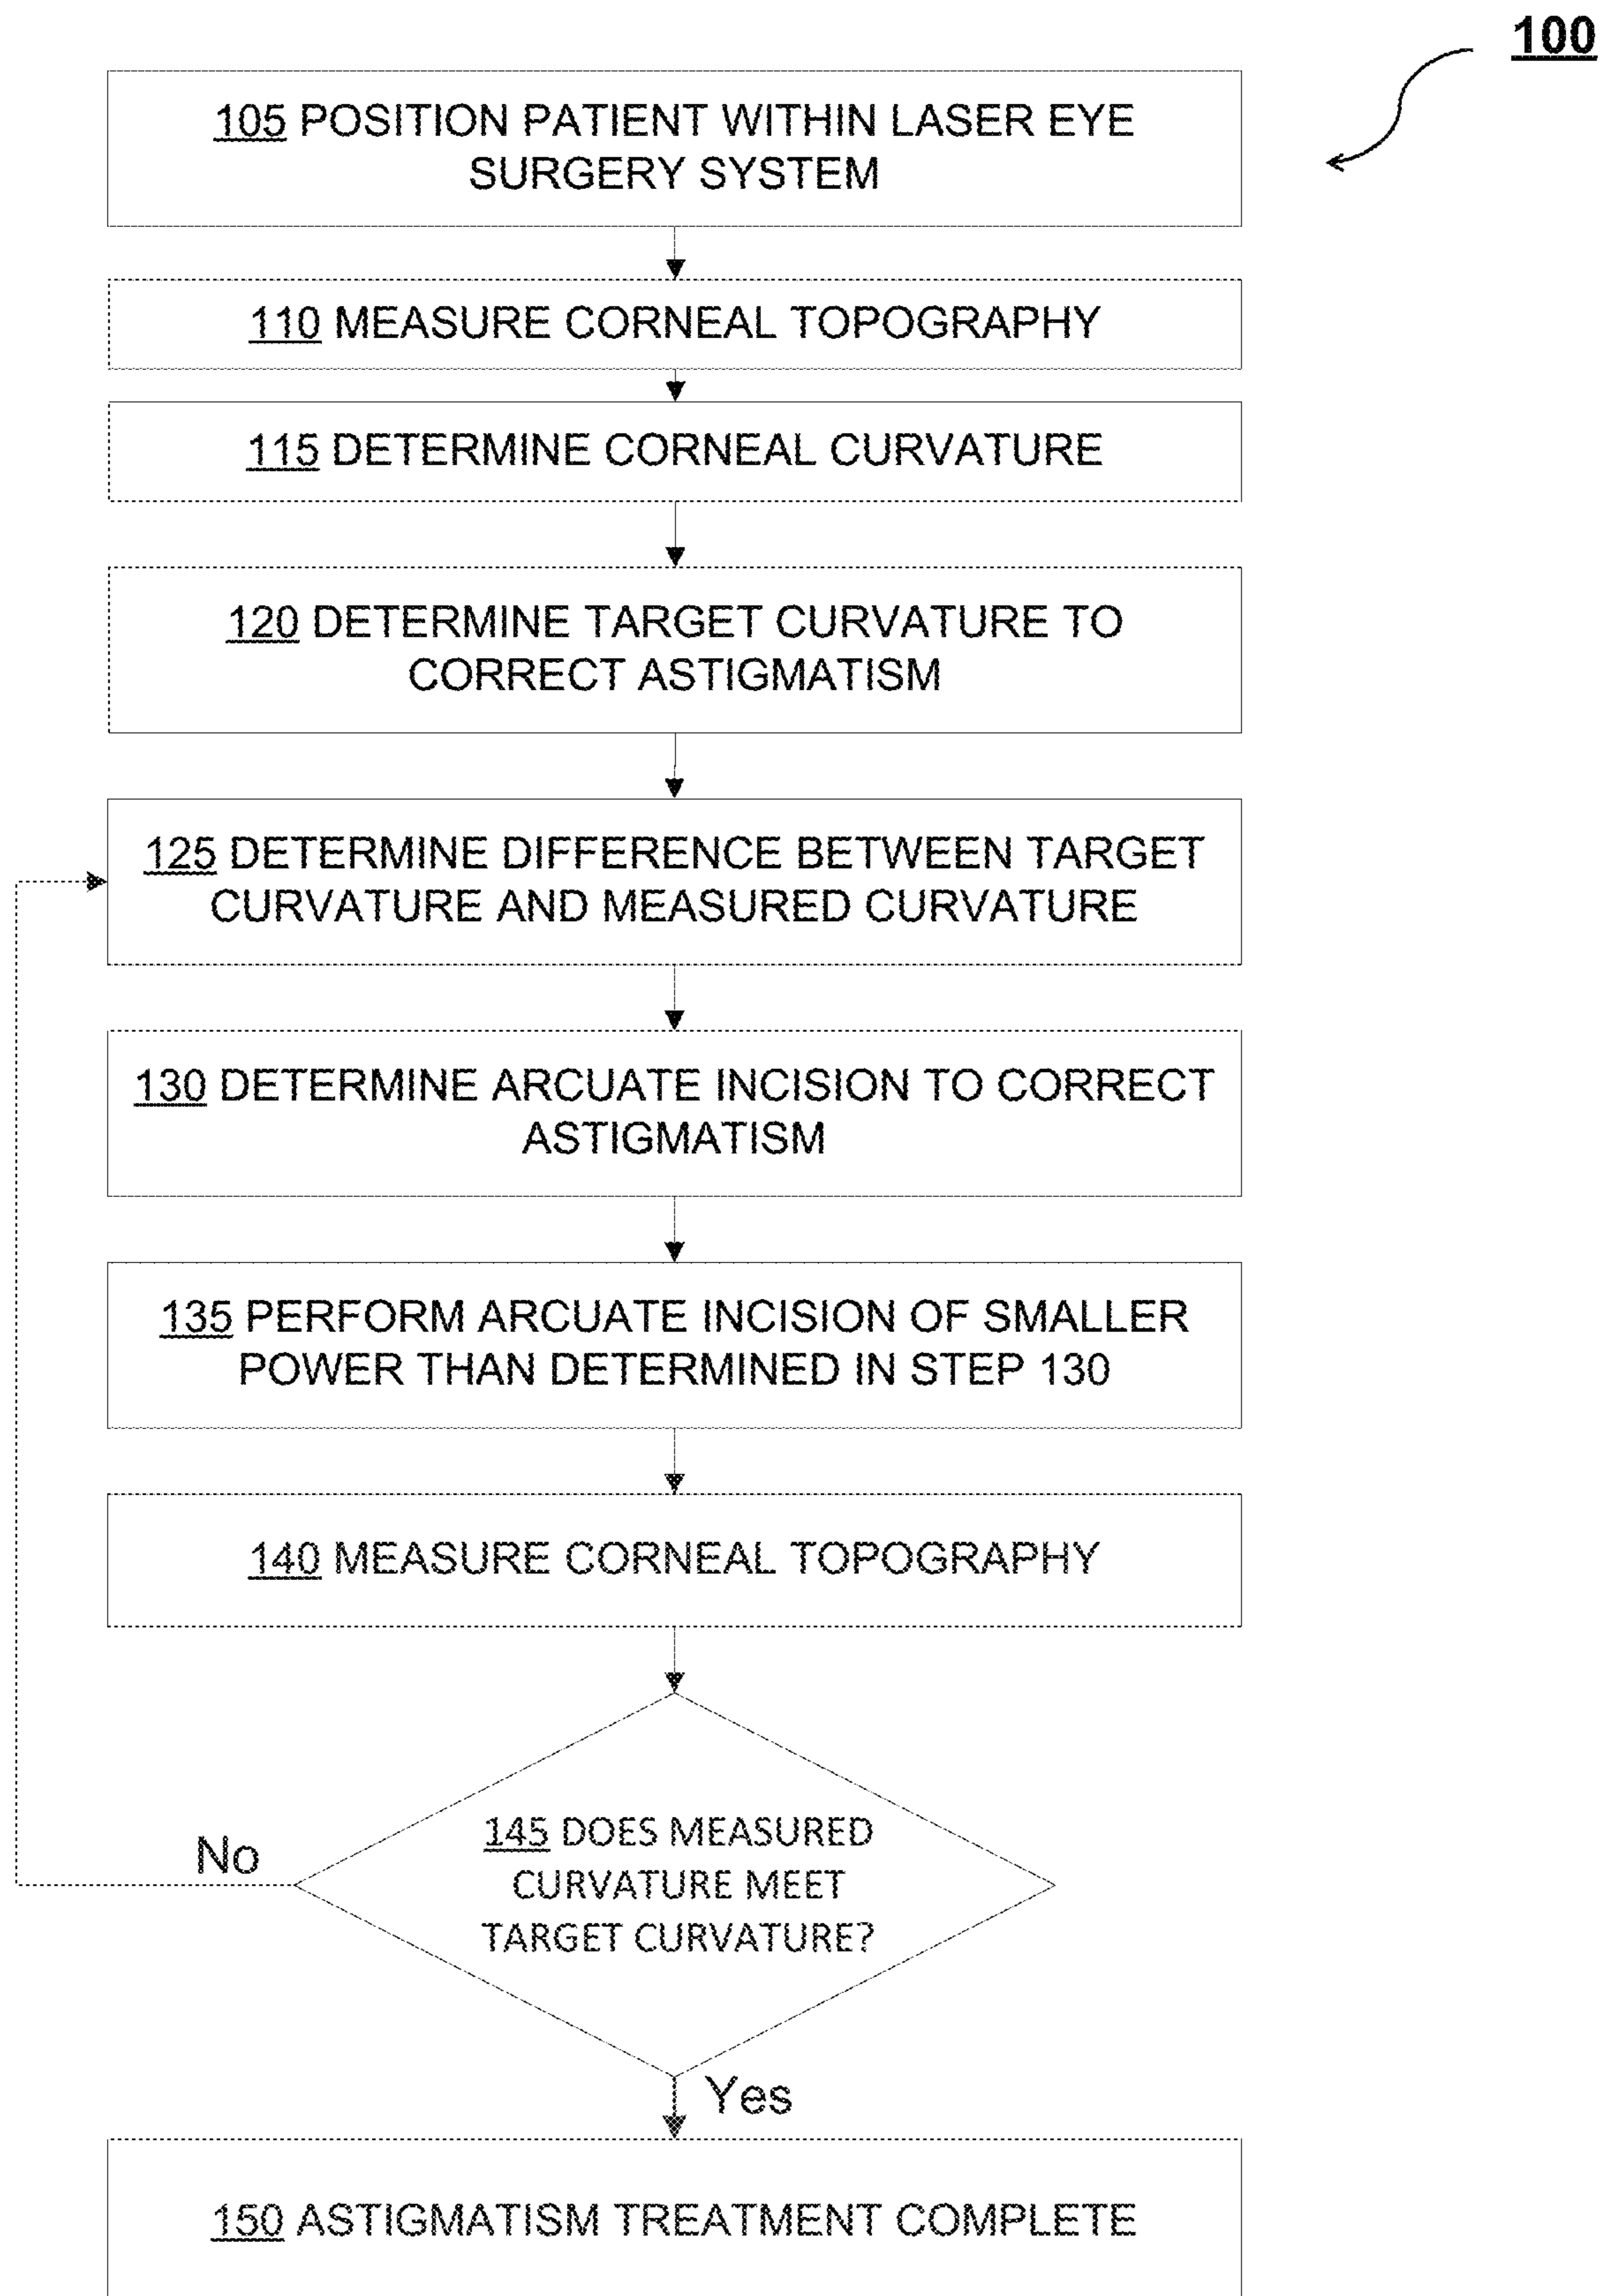 100
105 POSITION PATIENT WITHIN LASER EYE
SURGERY SYSTEM
110 MEASURE CORNEAL TOPOGRAPHY
115 DETERMINE CORNEAL CURVATURE
120 DETERMINE TARGET CURVATURE TO
CORRECT ASTIGMATISM
125 DETERMINE DIFFERENCE BETWEEN TARGET
CURVATURE AND MEASURED CURVATURE
130 DETERMINE ARCUATE INCISION TO CORRECT
ASTIGMATISM
135 PERFORM ARCUATE INCISION OF SMALLER
POWER THAN DETERMINED IN STEP 130
140 MEASURE CORNEAL TOPOGRAPHY
145 DOES MEASURED
CURVATURE MEET
TARGET CURVATURE?
No
Yes
150 ASTIGMATISM TREATMENT COMPLETE